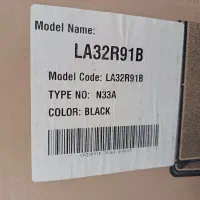 Model Name:
LA32R91B
Model Code: LA32R91B
TYPE NO: N33A
COLOR: BLACK